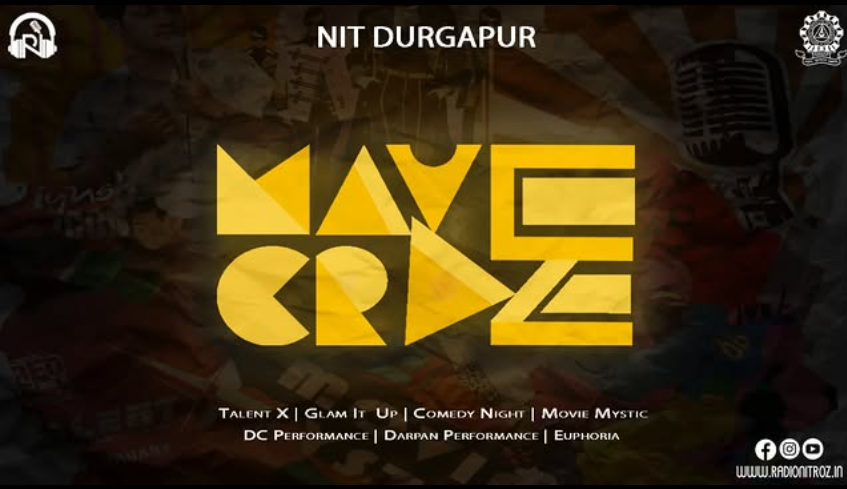 NIT DURGAPUR
MAVE
CRAZE
TALENT X | GLAM IT UP | COMEDY NIGHT | MOVIE MYSTIC
DC PERFORMANCE | DARPAN PERFORMANCE | EUPHORIA
WWW.RADIONITROZ.IN